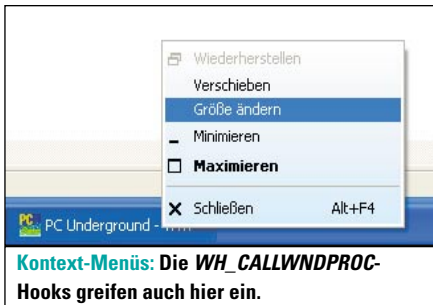 Wiederherstellen
Verschieben
Größe ändern
Minimieren
Maximieren
Schließen Alt+F4
PC Underground -
Kontext-Menüs: Die WH_CALLWNDPROC-
Hooks greifen auch hier ein.